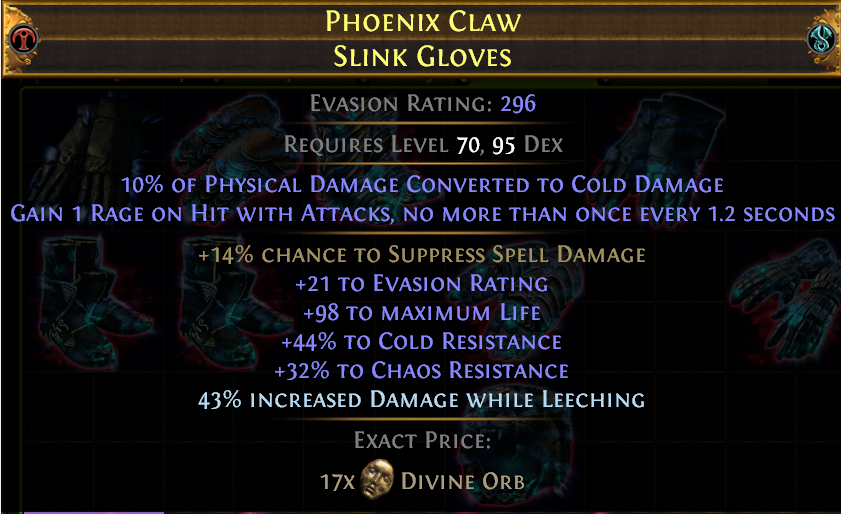 Phoenix Claw
Slink Gloves
Evasion Rating: 296
Requires Level 70, 95 Dex
10% of Physical Damage Converted to Cold Damage
Gain 1 Rage on Hit with Attacks, no more than once every 1.2 seconds
+14% chance to Suppress Spell Damage
+21 to Evasion Rating
+98 to maximum Life
+44% to Cold Resistance
+32% to Chaos Resistance
43% increased Damage while Leeching
Exact Price:
17x Divine Orb